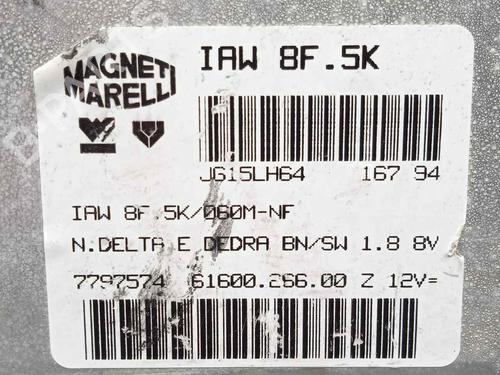 IAW 8F.5K
MAGNETI
MARELLI
JG15LH64 167 94
IAW 8F.5K/060M-NF
N.DELTA E DEDRA BN/SW 1.8 8V
7797574 61600.266.00 Z 12V=